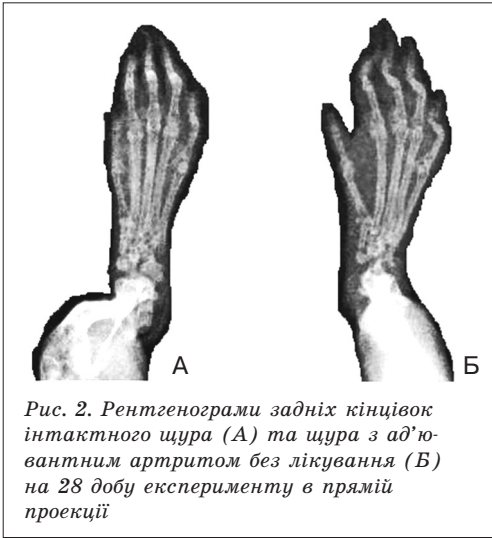 А
Б
Рис. 2. Рентгенограми задніх кінцівок
інтактного щура (А) та щура з ад’ю-
вантним артритом без лікування (Б)
на 28 добу експерименту в прямій
проекції